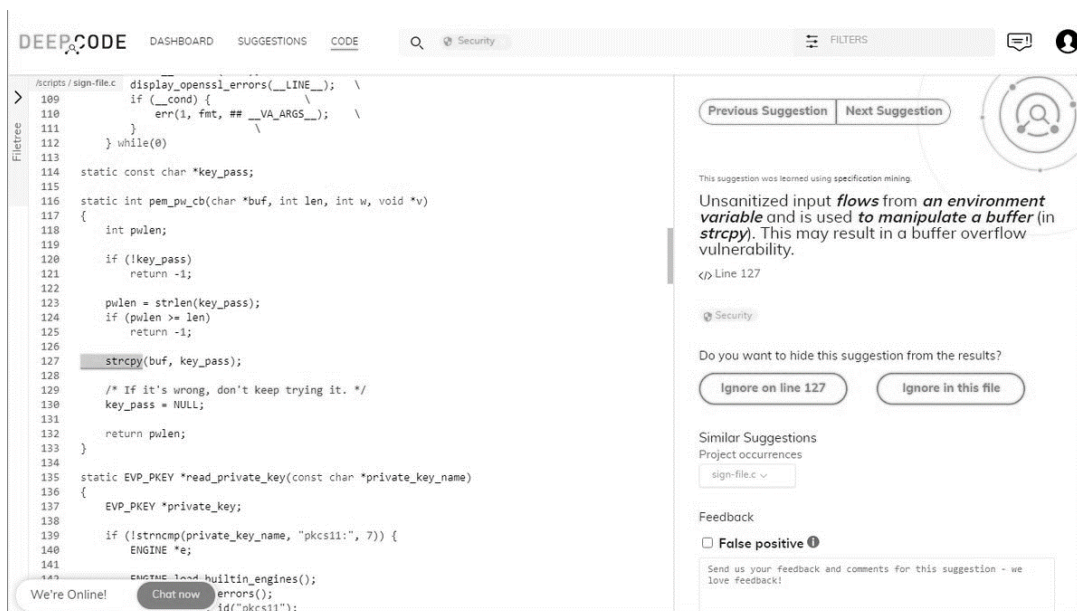 DEEPCODE DASHBOARD SUGGESTIONS CODE Security FILTERS
/scripts / sign-file.c display_openssl_errors(__LINE__); \
109 if (__cond) { \
110 err(1, fmt, ## __VA_ARGS__); \
111 } \
112 } while(0)
113
114 static const char *key_pass;
115
116 static int pem_pw_cb(char *buf, int len, int w, void *v)
117 {
118 int pwlen;
119
120 if (!key_pass)
121 return -1;
122
123 pwlen = strlen(key_pass);
124 if (pwlen >= len)
125 return -1;
126
127 strcpy(buf, key_pass);
128
129 /* If it's wrong, don't keep trying it. */
130 key_pass = NULL;
131
132 return pwlen;
133 }
134
135 static EVP_PKEY *read_private_key(const char *private_key_name)
136 {
137 EVP_PKEY *private_key;
138
139 if (!strncmp(private_key_name, "pkcs11:", 7)) {
140 ENGINE *e;
141
142 ENGINE_load_builtin_engines();
errors();
id("pkcs11");
Filetree
We're Online! Chat now
Previous Suggestion Next Suggestion
This suggestion was learned using specification mining.
Unsanitized input flows from an environment
variable and is used to manipulate a buffer (in
strcpy). This may result in a buffer overflow
vulnerability.
</> Line 127
Security
Do you want to hide this suggestion from the results?
Ignore on line 127 Ignore in this file
Similar Suggestions
Project occurrences
sign-file.c
Feedback
False positive
Send us your feedback and comments for this suggestion - we
love feedback!